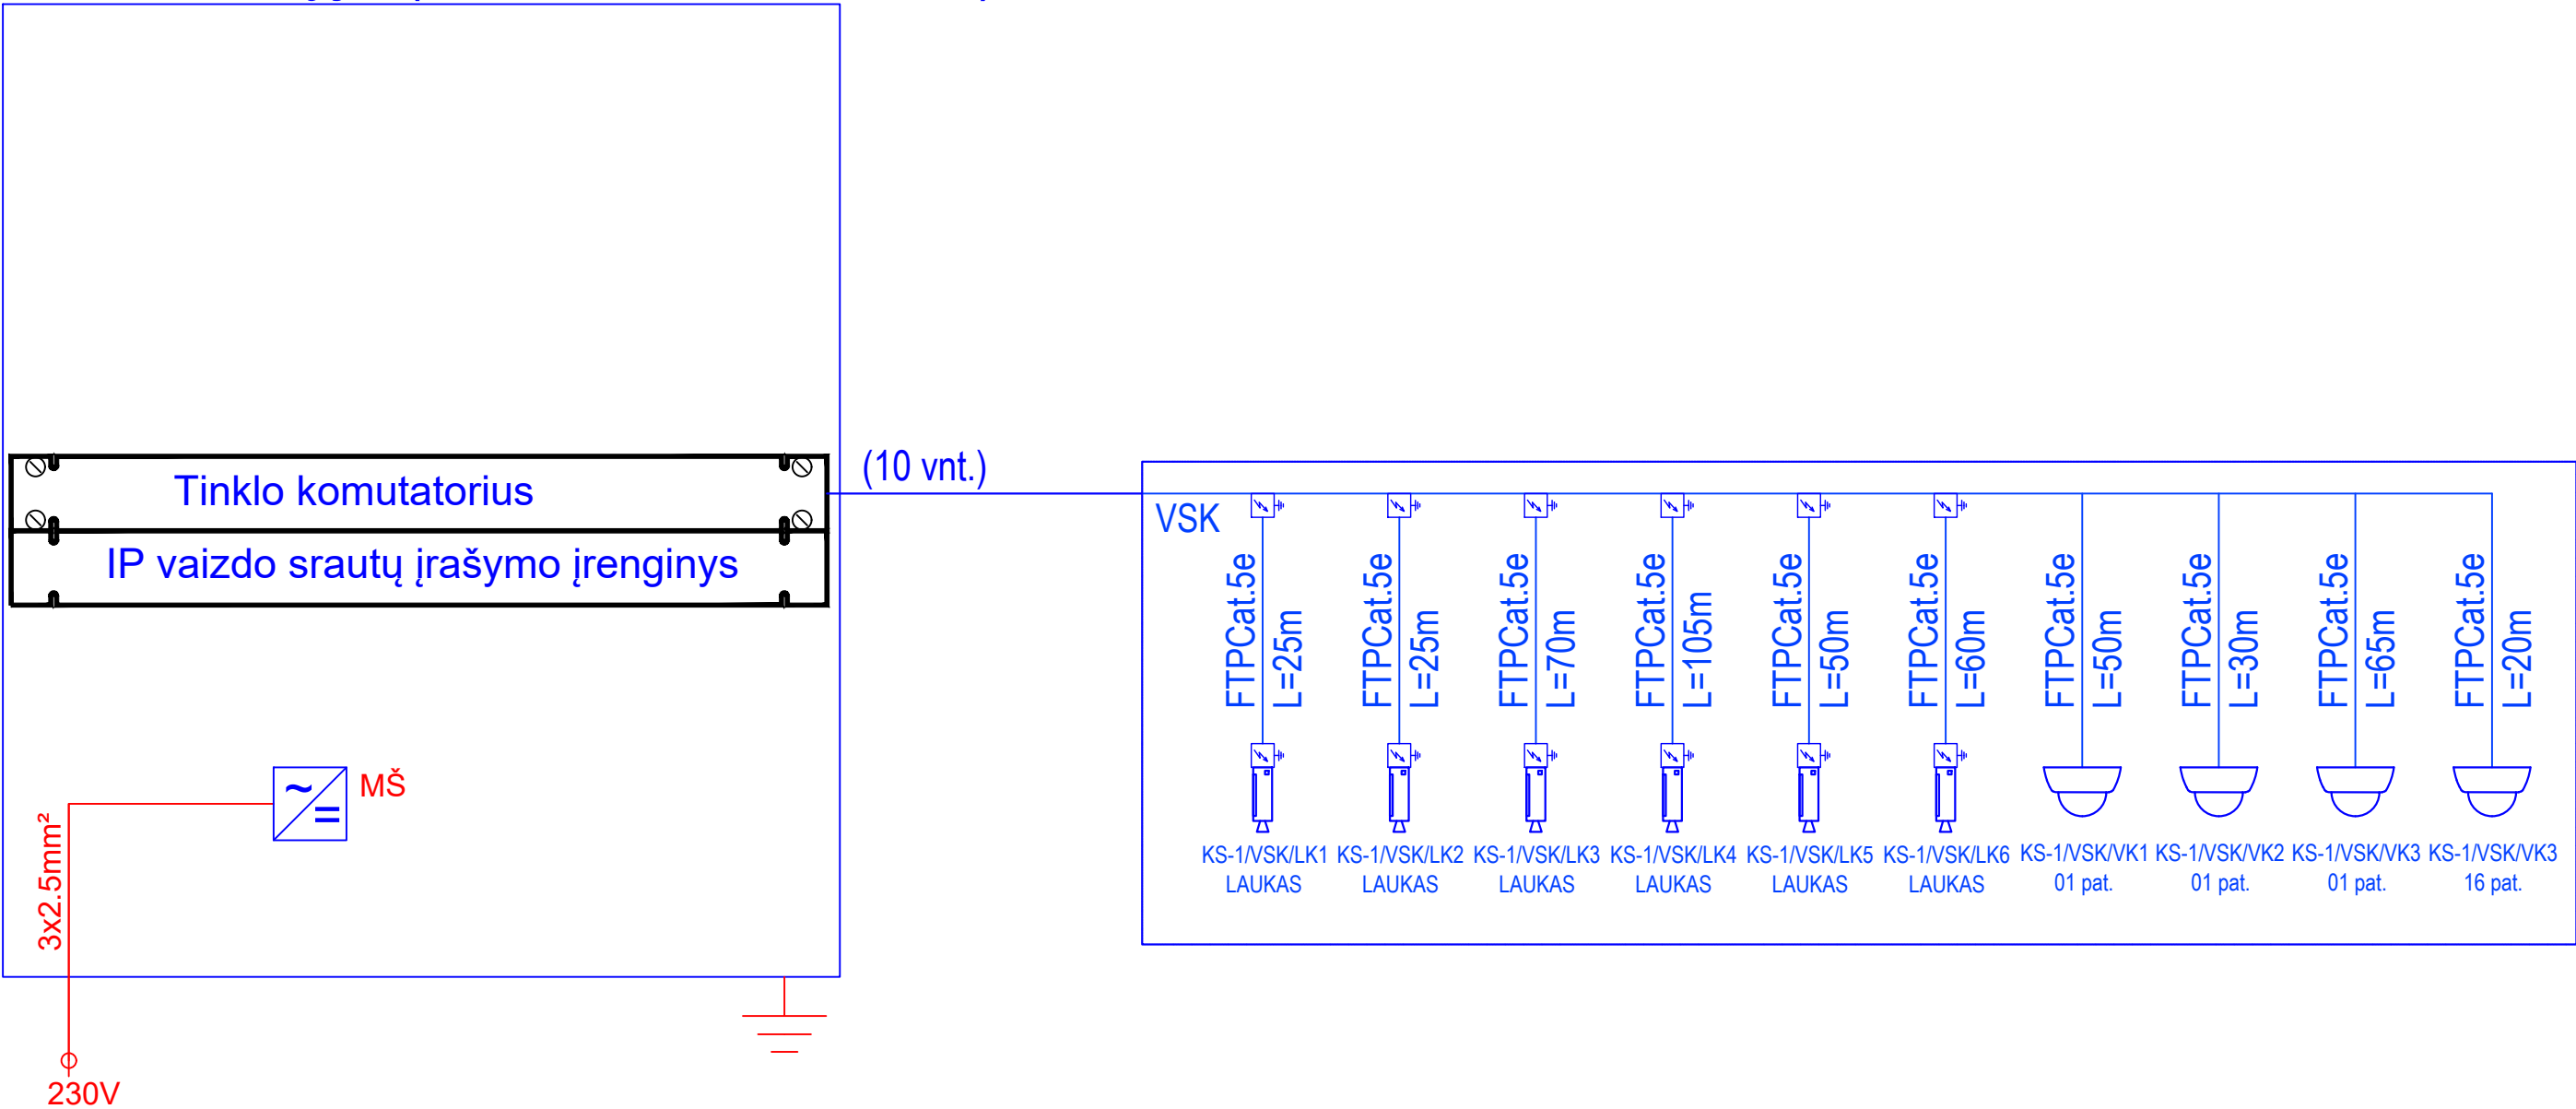 Tinklo komutatorius
IP vaizdo srautų įrašymo įrenginys
MŠ
3x2.5mm²
230V
(10 vnt.)
VSK
FTPCat.5e
L=25m
FTPCat.5e
L=25m
FTPCat.5e
L=70m
FTPCat.5e
L=105m
FTPCat.5e
L=50m
FTPCat.5e
L=60m
FTPCat.5e
L=50m
FTPCat.5e
L=30m
FTPCat.5e
L=65m
FTPCat.5e
L=20m
KS-1/VSK/LK1
LAUKAS
KS-1/VSK/LK2
LAUKAS
KS-1/VSK/LK3
LAUKAS
KS-1/VSK/LK4
LAUKAS
KS-1/VSK/LK5
LAUKAS
KS-1/VSK/LK6
LAUKAS
KS-1/VSK/VK1
01 pat.
KS-1/VSK/VK2
01 pat.
KS-1/VSK/VK3
01 pat.
KS-1/VSK/VK3
16 pat.